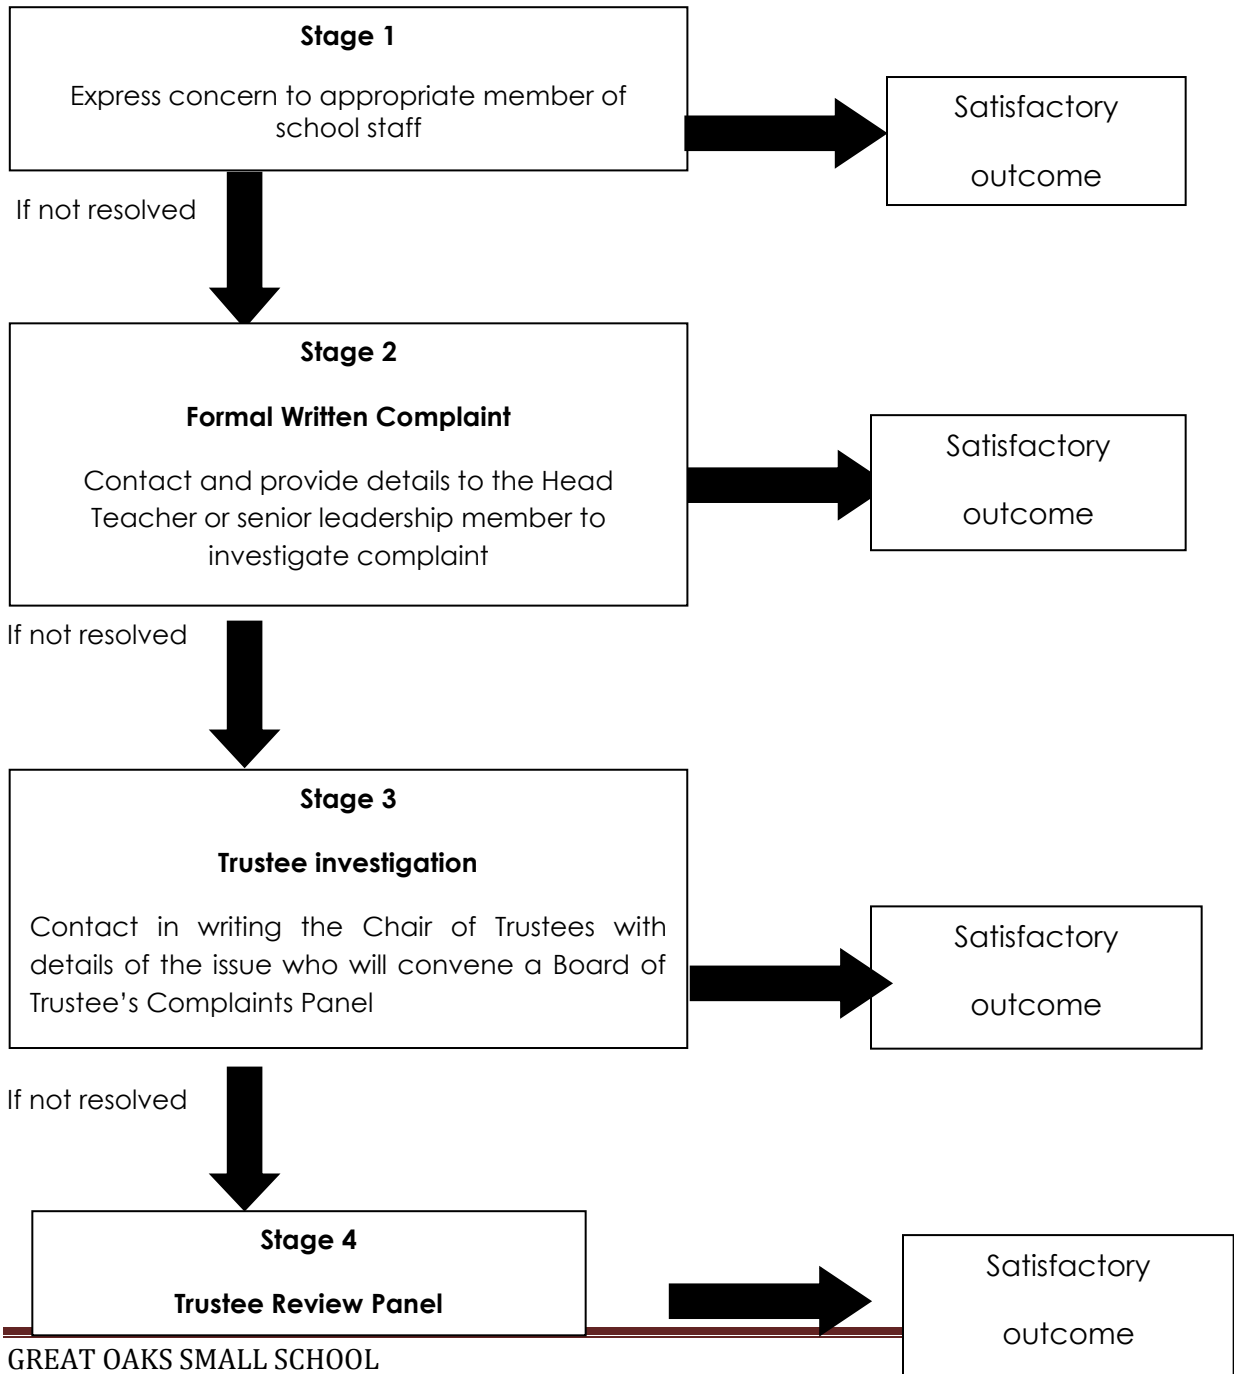 Stage 1
Express concern to appropriate member of
school staff
Satisfactory
outcome
If not resolved
Stage 2
Formal Written Complaint
Contact and provide details to the Head
Teacher or senior leadership member to
investigate complaint
Satisfactory
outcome
If not resolved
Stage 3
Trustee investigation
Contact in writing the Chair of Trustees with
details of the issue who will convene a Board of
Trustee’s Complaints Panel
Satisfactory
outcome
If not resolved
Stage 4
Trustee Review Panel
Satisfactory
outcome
GREAT OAKS SMALL SCHOOL